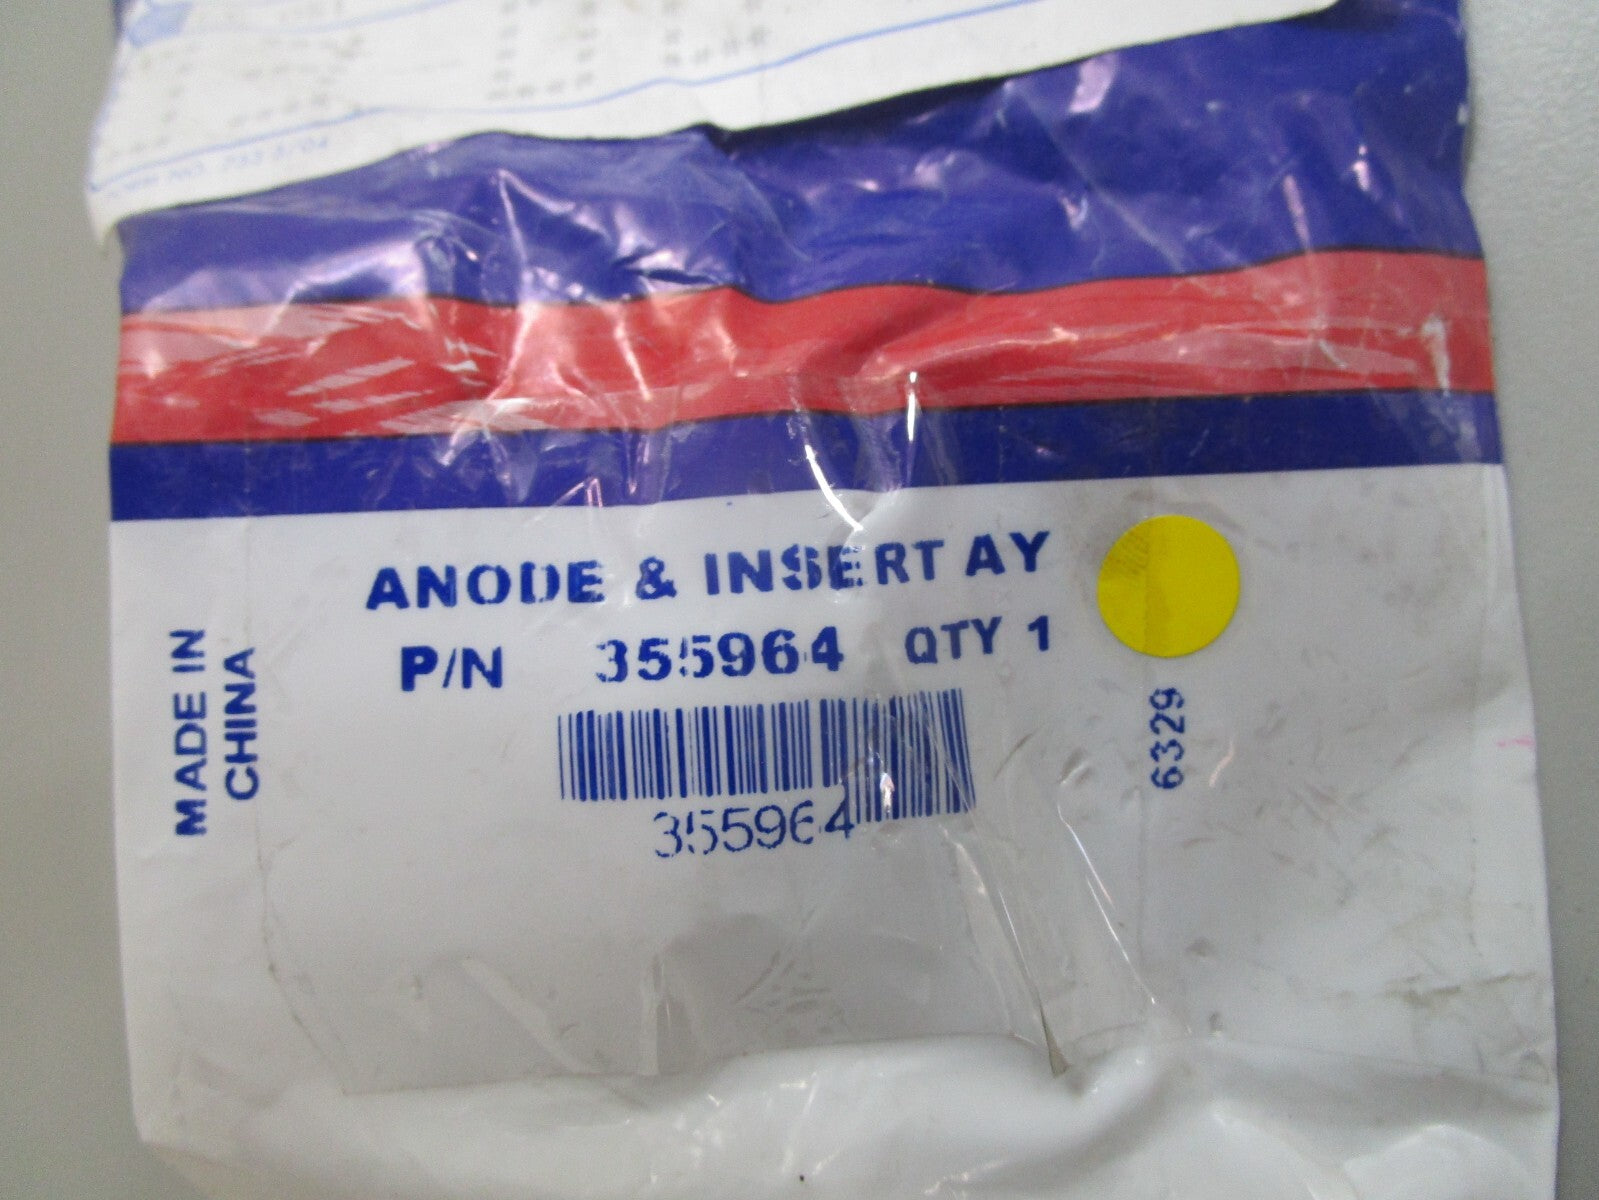 ANODE & INSERT AY
P/N 355964 QTY 1
355964
MADE IN
CHINA
6329